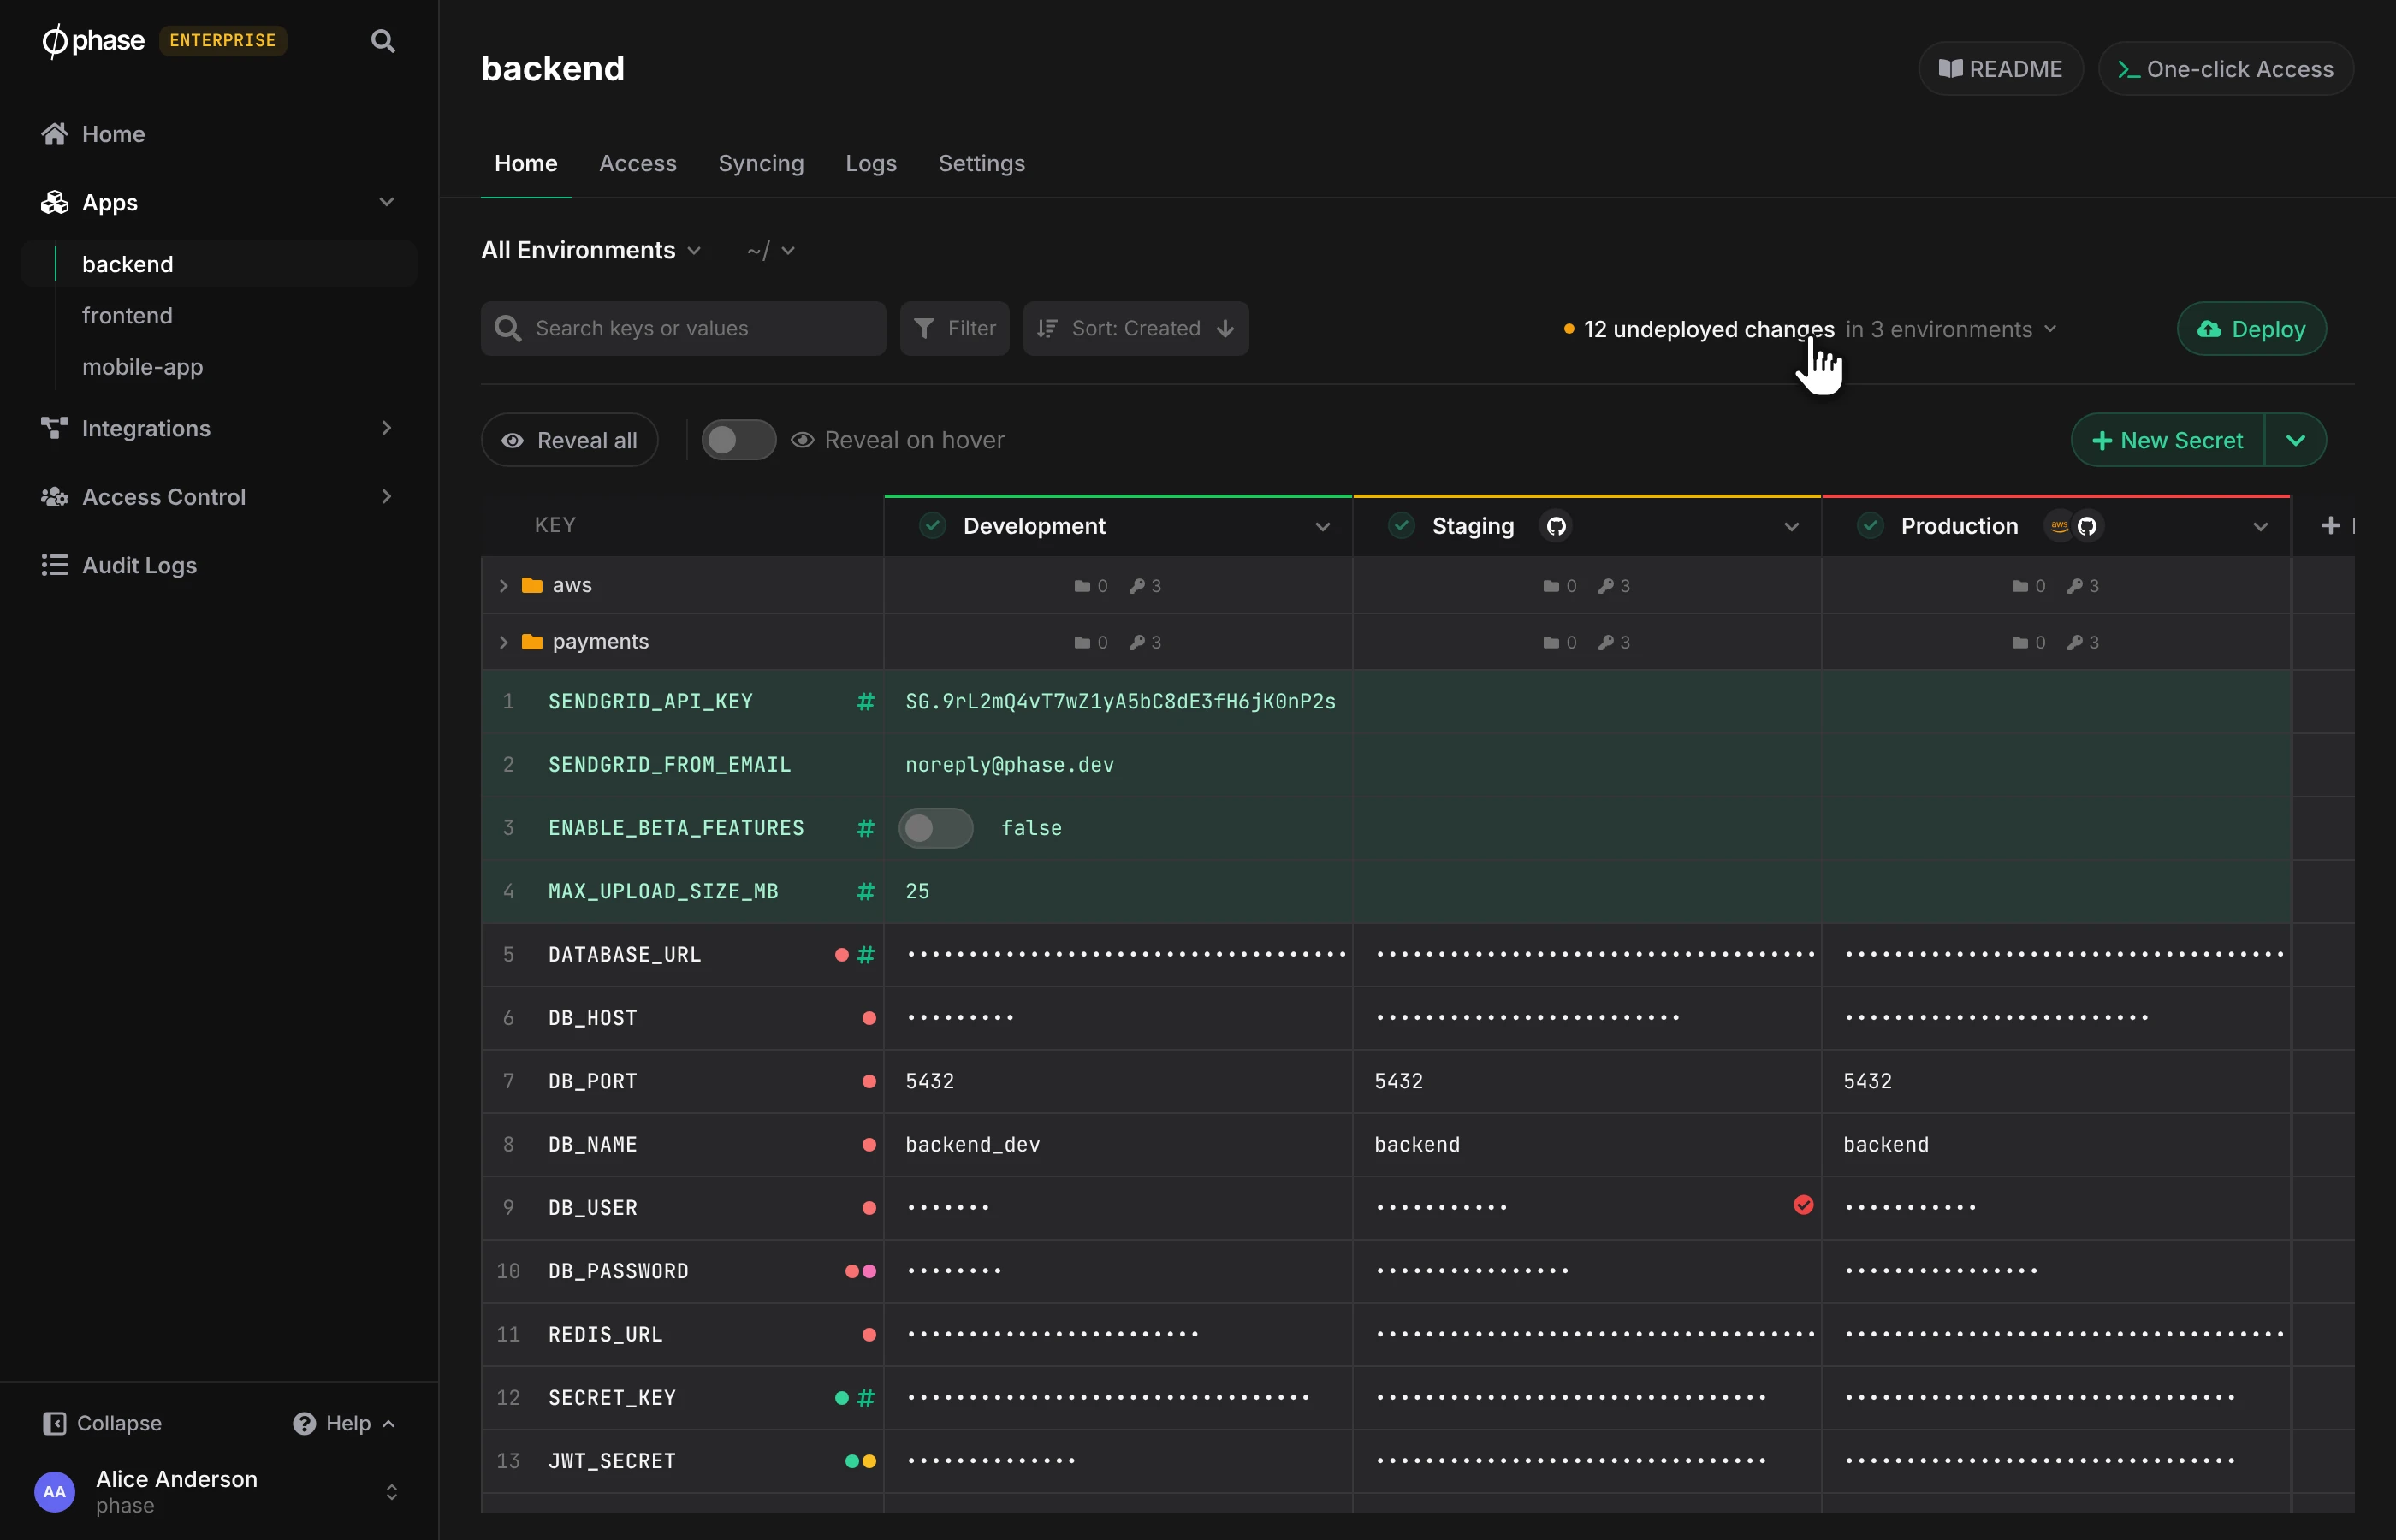 phase ENTERPRISE
Home
Apps
backend
frontend
mobile-app
Integrations
Access Control
Audit Logs
Collapse
Help
AA
Alice Anderson
phase
backend
README
One-click Access
Home Access Syncing Logs Settings
All Environments ~/
Search keys or values
Filter
Sort: Created
12 undeployed changes in 3 environments
Deploy
Reveal all
Reveal on hover
New Secret
KEY Development Staging Production aws
aws 0 3 0 3 0 3
payments 0 3 0 3 0 3
1 SENDGRID_API_KEY # SG.9rL2mQ4vT7wZ1yA5bC8dE3fH6jK0nP2s
2 SENDGRID_FROM_EMAIL noreply@phase.dev
3 ENABLE_BETA_FEATURES # false
4 MAX_UPLOAD_SIZE_MB # 25
5 DATABASE_URL #
6 DB_HOST
7 DB_PORT 5432 5432 5432
8 DB_NAME backend_dev backend backend
9 DB_USER
10 DB_PASSWORD
11 REDIS_URL
12 SECRET_KEY #
13 JWT_SECRET